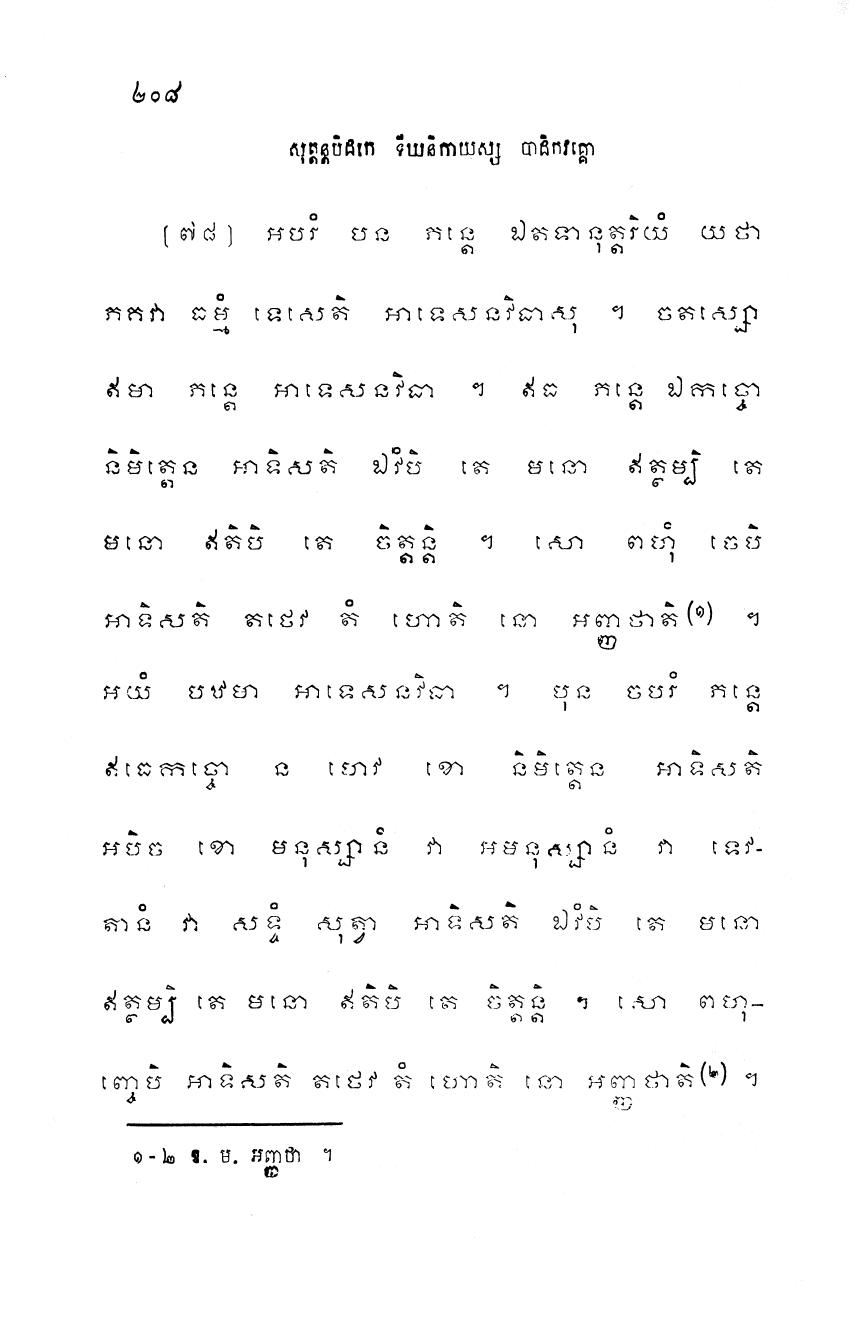 ២០៨
សុត្តន្តបិដកេ ទីឃនិកាយស្ស បាដិកវគ្គោ
[៧៨] អបរំ បន ភន្តេ ឯតទានុត្តរិយំ យថា
ភគវា ធម្មំ ទេសេតិ អាទេសនវិធាសុ ។ ចតស្សោ
ឥមា ភន្តេ អាទេសនវិធា ។ ឥធ ភន្តេ ឯកច្ចោ
និមិត្តេន អាទិសតិ ឯវំបិ តេ មនោ ឥត្ថម្បិ តេ
មនោ ឥតិបិ តេ ចិត្តន្តិ ។ សោ ពហុំ ចេបិ
អាទិសតិ តថេវ តំ ហោតិ នោ អញ្ញថាតិ(១) ។
អយំ បឋមា អាទេសនវិធា ។ បុន ចបរំ ភន្តេ
ឥធេកច្ចោ ន ហេវ ខោ និមិត្តេន អាទិសតិ
អបិច ខោ មនុស្សានំ វា អមនុស្សានំ វា ទេវ-
តានំ វា សទ្ទំ សុត្វា អាទិសតិ ឯវំបិ តេ មនោ
ឥត្ថម្បិ តេ មនោ ឥតិបិ តេ ចិត្តន្តិ ។ សោ ពហុ-
ញ្ចេបិ អាទិសតិ តថេវ តំ ហោតិ នោ អញ្ញថាតិ(២) ។
១-២ ឱ. ម. អញ្ញថា ។